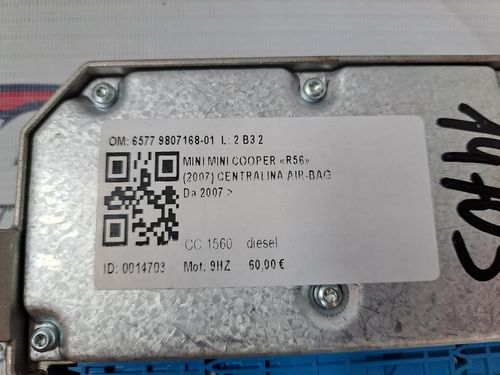 OM: 6577 9807168-01 L: 2 B3 2
MINI MINI COOPER «R56»
(2007) CENTRALINA AIR-BAG
Da 2007 >
CC 1560 diesel
ID: 0014703 Mot. 9HZ 60,00 €